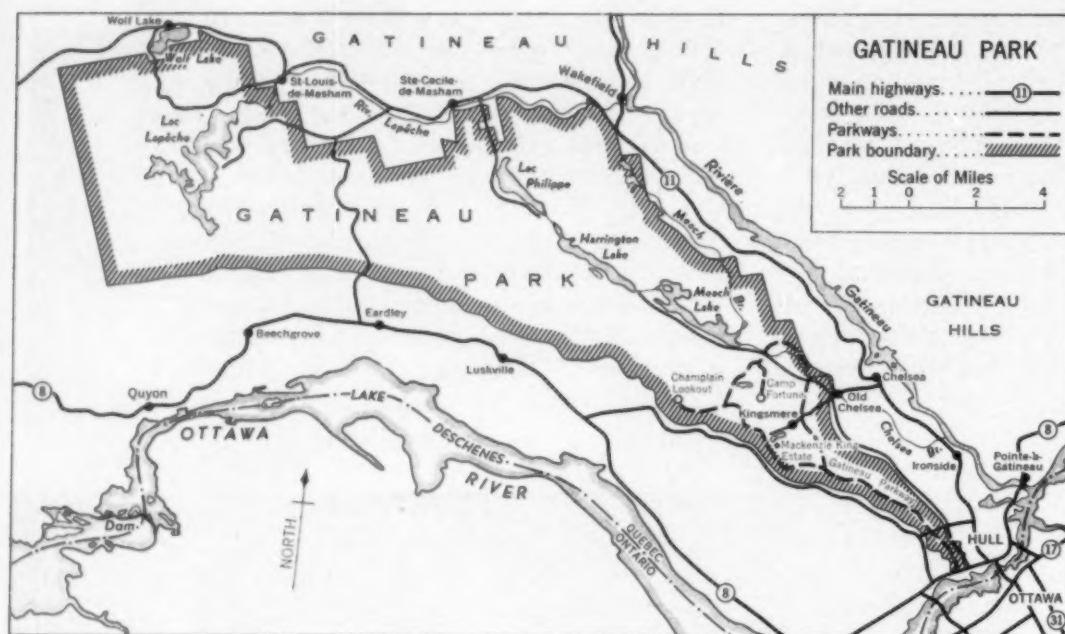 Wolf Lake
GATINEAU HILLS
GATINEAU PARK
Main highways..... 11
Other roads.......
Parkways..........
Park boundary......
Scale of Miles
2 1 0 2 4
Wolf Lake
St-Louis-
de-Masham
Ste-Cecile-
de-Masham
Wakefield
Riv. Lapêche
Lac
Lapêche
Lac
Philippe
11
Rivière
Gatineau
GATINEAU
PARK
Harrington
Lake
Meech
Br.
Meech
Lake
GATINEAU
HILLS
Eardley
Beechgrove
Luskville
Champlain
Lookout
Camp
Fortune
Chelsea
Old
Chelsea
8
Quyon
Kingsmere
Chelsea Br.
Mackenzie King
Estate
Gatineau Parkway
Ironside
8
Pointe-à-
Gatineau
LAKE DESCHENES
OTTAWA RIVER
Dam
NORTH
QUEBEC
ONTARIO
HULL
17
8
OTTAWA
31